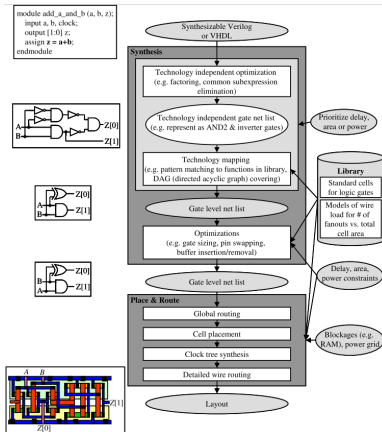 module add_a_and_b (a, b, z);
input a, b, clock;
output [1:0] z;
assign z = a+b;
endmodule
Synthesizable Verilog
or VHDL
Synthesis
Technology independent optimization
(e.g. factoring, common subexpression
elimination)
Technology independent gate net list
(e.g. represent as AND2 & inverter gates)
Prioritize delay,
area or power
Technology mapping
(e.g. pattern matching to functions in library,
DAG (directed acyclic graph) covering)
Library
Standard cells
for logic gates
Models of wire
load for # of
fanouts vs. total
cell area
Gate level net list
Optimizations
(e.g. gate sizing, pin swapping,
buffer insertion/removal)
Delay, area,
power constraints
Gate level net list
Place & Route
Global routing
Cell placement
Clock tree synthesis
Detailed wire routing
Blockages (e.g.
RAM), power grid
Layout
Z[0]
A
B
Z[1]
Z[0]
B
A
Z[1]
Z[0]
B
A
Z[1]
A B
Z[1]
Z[0]